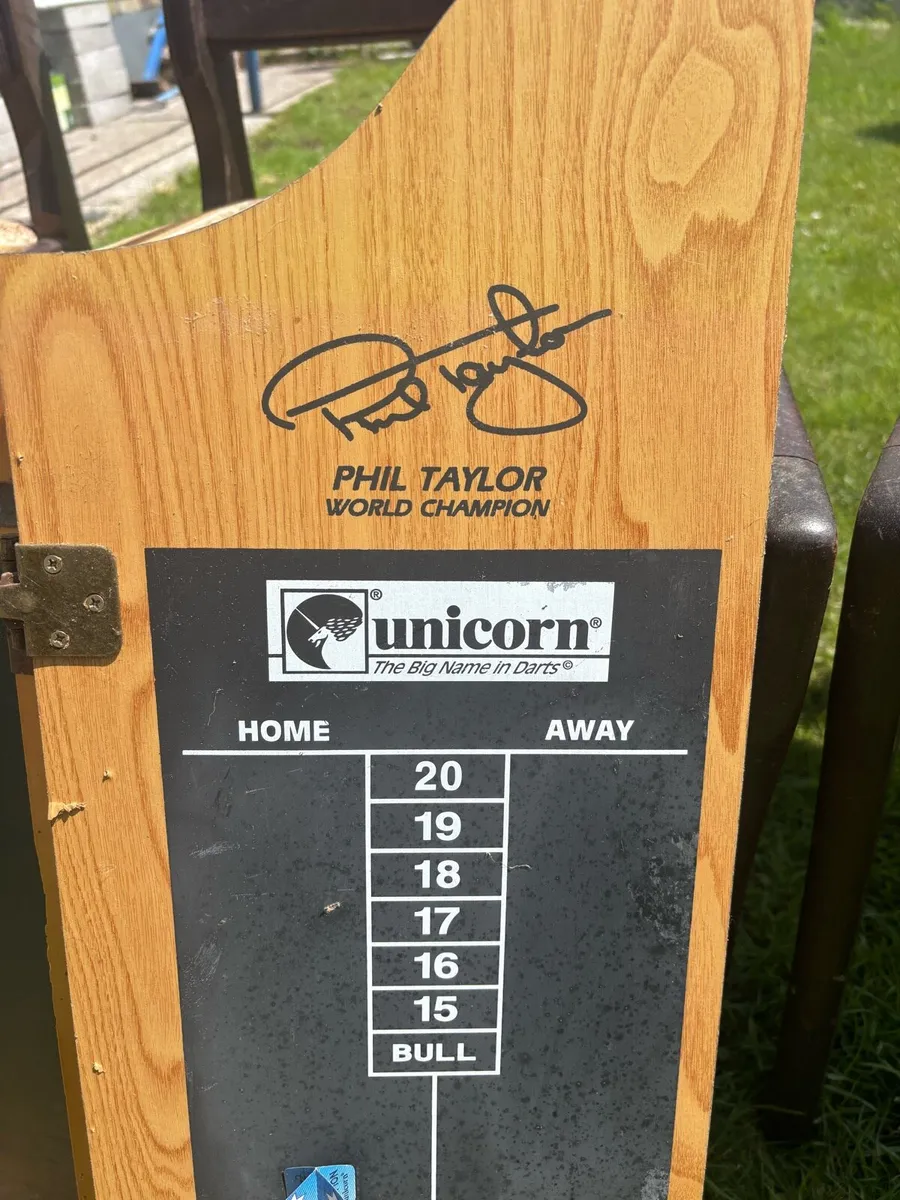 Phil Taylor
PHIL TAYLOR
WORLD CHAMPION
® unicorn®
The Big Name in Darts©
HOME AWAY
20
19
18
17
16
15
BULL
unicorn